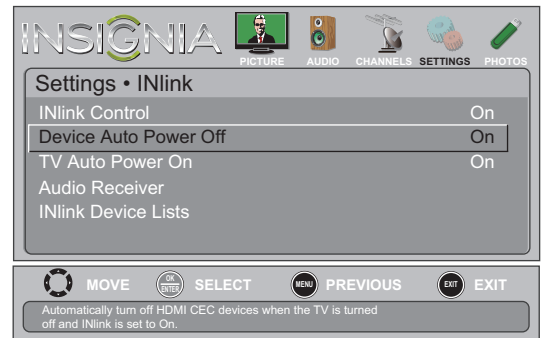 INSIGNIA
PICTURE AUDIO CHANNELS SETTINGS PHOTOS
Settings • INlink
INlink Control On
Device Auto Power Off On
TV Auto Power On On
Audio Receiver
INlink Device Lists
MOVE OK ENTER SELECT MENU PREVIOUS EXIT EXIT
Automatically turn off HDMI CEC devices when the TV is turned
off and INlink is set to On.